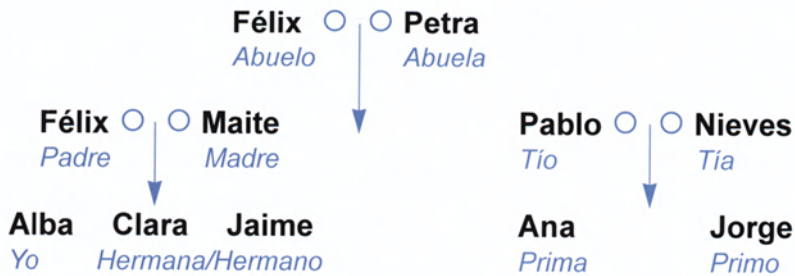 Félix Petra
Abuelo Abuela
Félix Maite Pablo Nieves
Padre Madre Tío Tía
Alba Clara Jaime Ana Jorge
Yo Hermana/Hermano Prima Primo